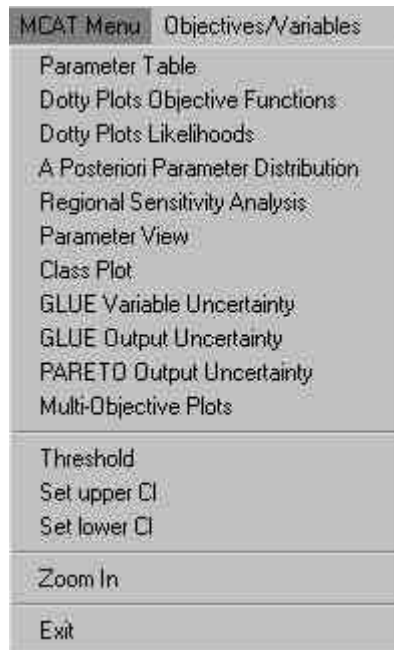 MCAT Menu Objectives/Variables
Parameter Table
Dotty Plots Objective Functions
Dotty Plots Likelihoods
A Posteriori Parameter Distribution
Regional Sensitivity Analysis
Parameter View
Class Plot
GLUE Variable Uncertainty
GLUE Output Uncertainty
PARETO Output Uncertainty
Multi-Objective Plots
Threshold
Set upper CI
Set lower CI
Zoom In
Exit